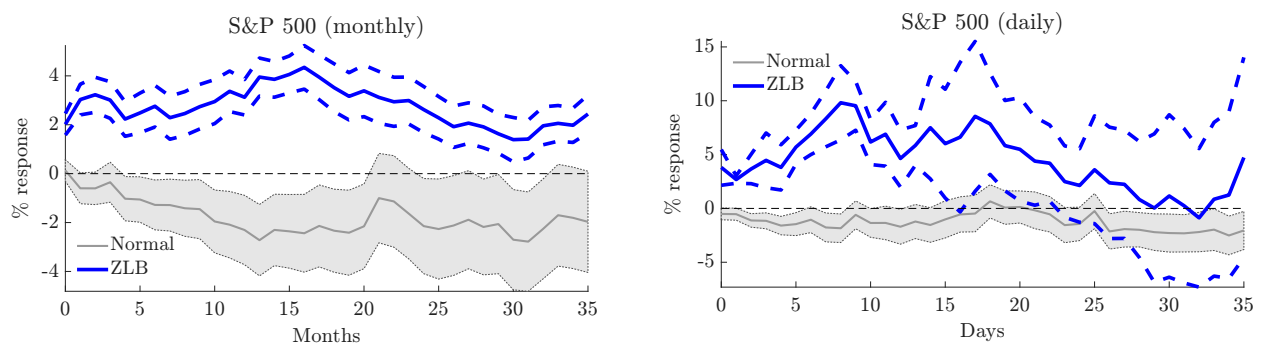 S&P 500 (monthly)
% response
4
2
0
-2
-4
Normal
ZLB
0 5 10 15 20 25 30 35
Months
S&P 500 (daily)
% response
15
10
5
0
-5
Normal
ZLB
0 5 10 15 20 25 30 35
Days